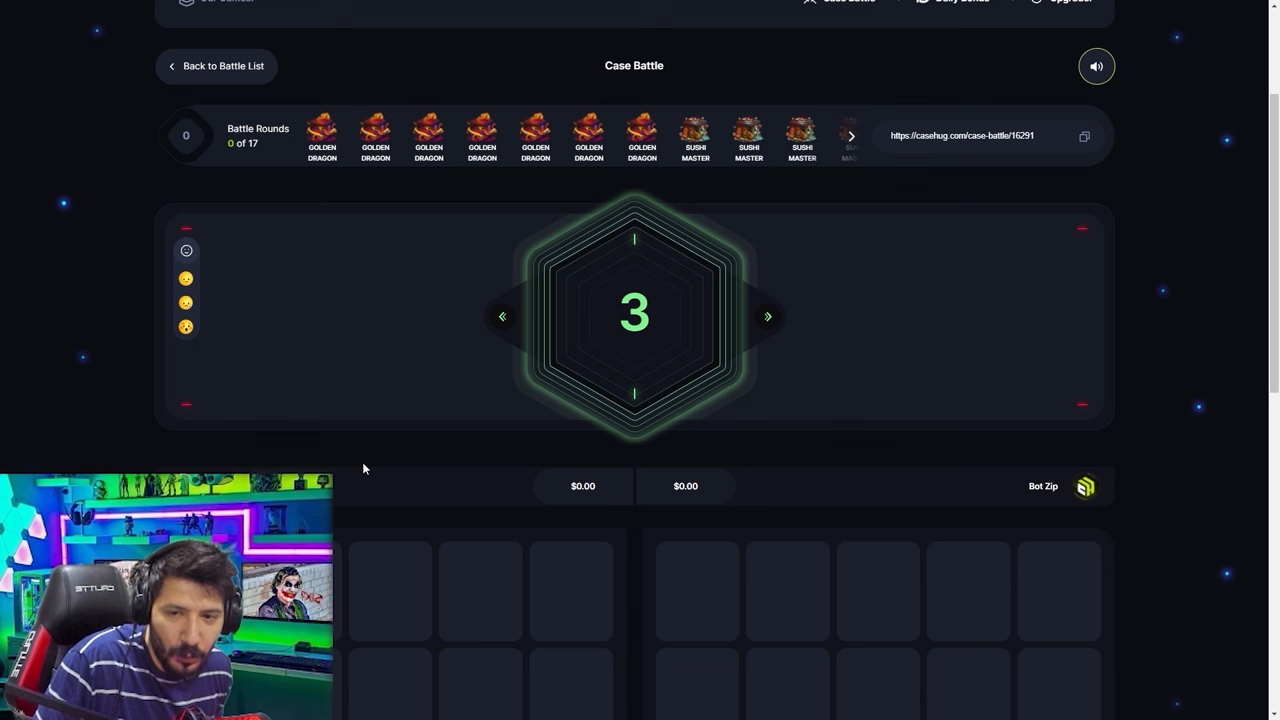 Case Battle
Back to Battle List
Case Battle
0
Battle Rounds
0 of 17
GOLDEN DRAGON
GOLDEN DRAGON
GOLDEN DRAGON
GOLDEN DRAGON
GOLDEN DRAGON
GOLDEN DRAGON
GOLDEN DRAGON
SUSHI MASTER
SUSHI MASTER
SUSHI MASTER
https://casehug.com/case-battle/16291
3
$0.00
$0.00
Bot Zip